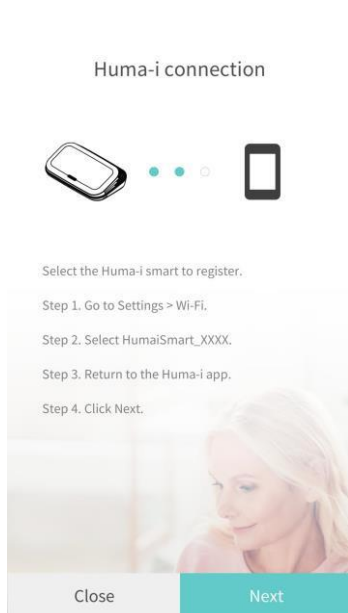 Huma-i connection
Select the Huma-i smart to register.
Step 1. Go to Settings > Wi-Fi.
Step 2. Select HumaiSmart_XXXX.
Step 3. Return to the Huma-i app.
Step 4. Click Next.
Close
Next